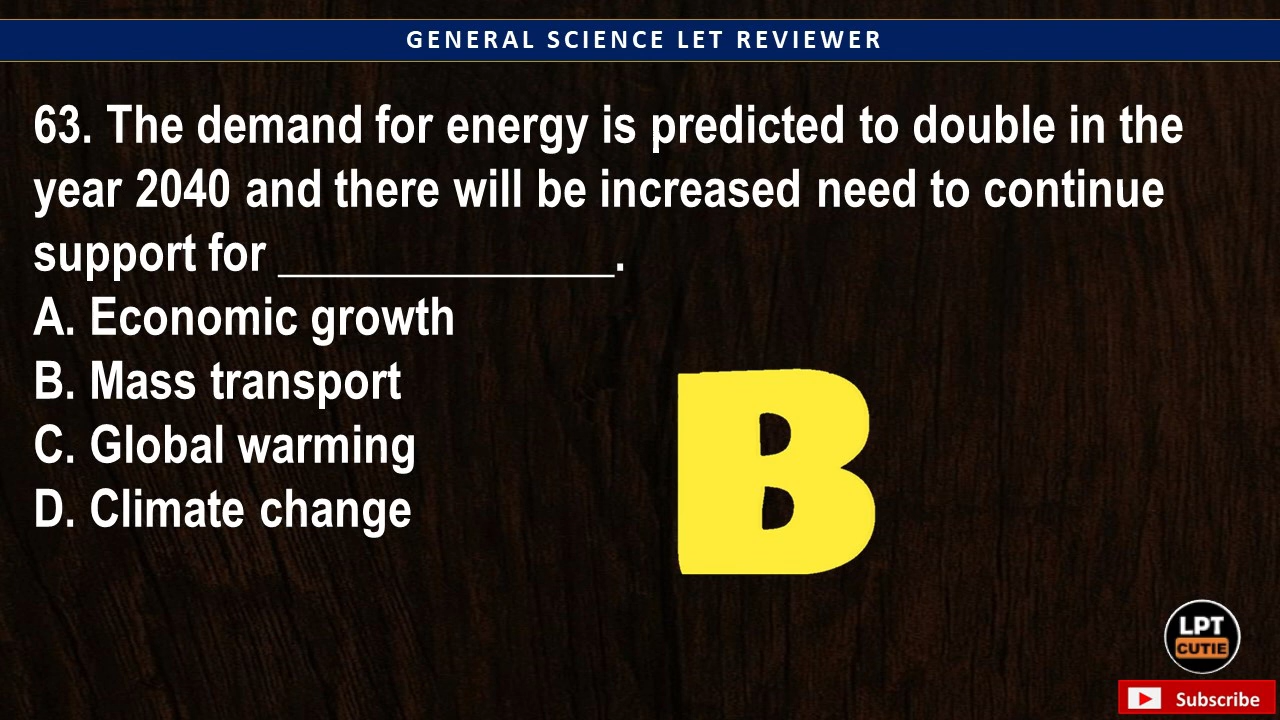 GENERAL SCIENCE LET REVIEWER
63. The demand for energy is predicted to double in the
year 2040 and there will be increased need to continue
support for _______________.
A. Economic growth
B. Mass transport
C. Global warming
D. Climate change
B
LPT
CUTIE
Subscribe